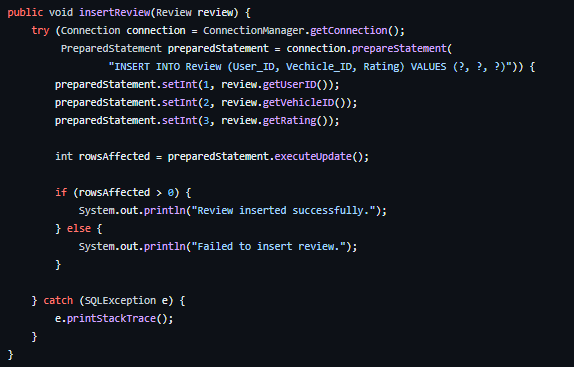 public void insertReview(Review review) {
    try (Connection connection = ConnectionManager.getConnection();
         PreparedStatement preparedStatement = connection.prepareStatement(
                 "INSERT INTO Review (User_ID, Vechicle_ID, Rating) VALUES (?, ?, ?)")) {
        preparedStatement.setInt(1, review.getUserID());
        preparedStatement.setInt(2, review.getVehicleID());
        preparedStatement.setInt(3, review.getRating());

        int rowsAffected = preparedStatement.executeUpdate();

        if (rowsAffected > 0) {
            System.out.println("Review inserted successfully.");
        } else {
            System.out.println("Failed to insert review.");
        }

    } catch (SQLException e) {
        e.printStackTrace();
    }
}